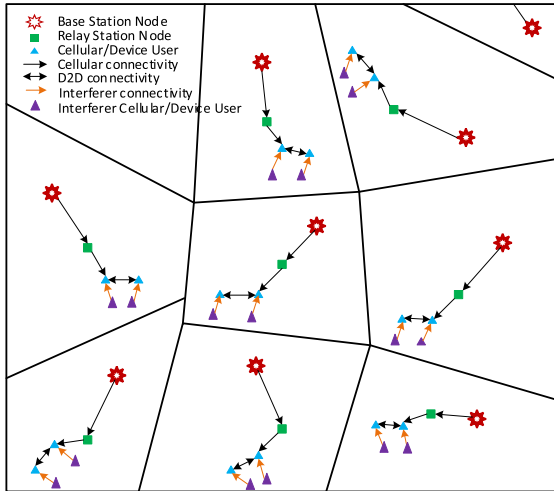 Base Station Node
Relay Station Node
Cellular/Device User
Cellular connectivity
D2D connectivity
Interferer connectivity
Interferer Cellular/Device User